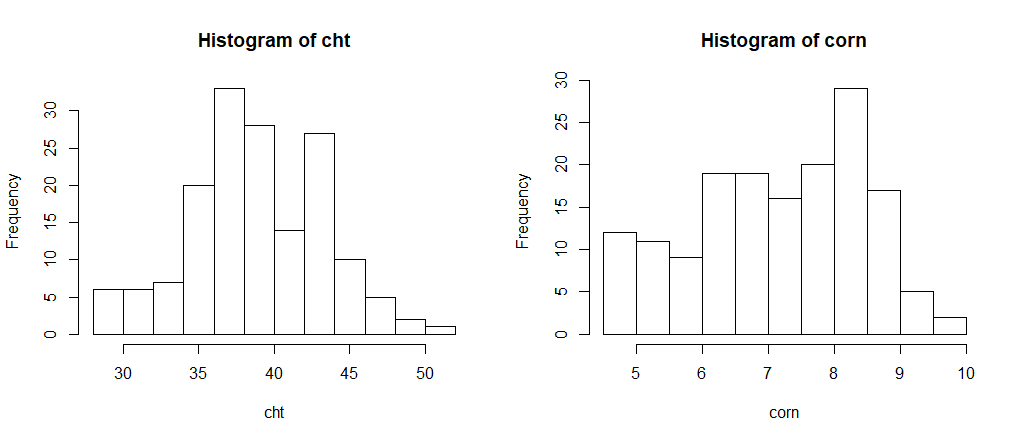 Histogram of cht
Frequency
0 5 10 15 20 25 30
30 35 40 45 50
cht
Histogram of corn
Frequency
0 5 10 15 20 25 30
5 6 7 8 9 10
corn